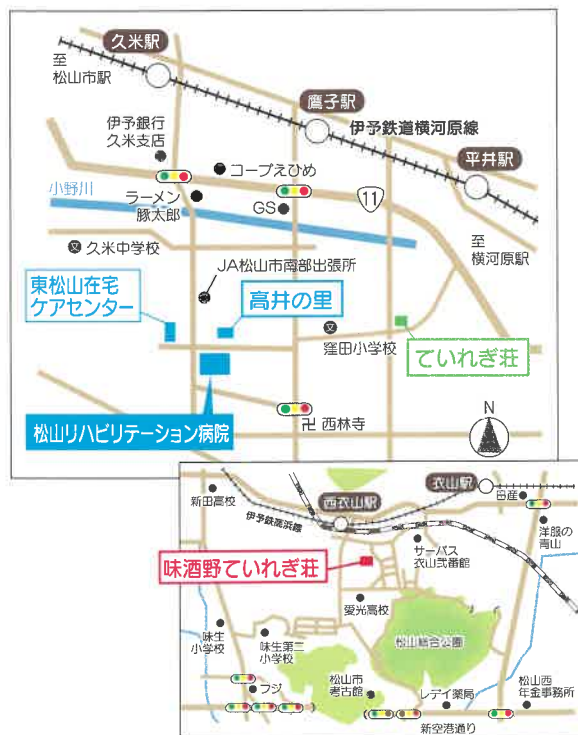 久米駅
至
松山市駅
鷹子駅
伊予鉄道横河原線
平井駅
伊予銀行
久米支店
コープえひめ
ラーメン
豚太郎
GS
11
小野川
至
横河原駅
文 久米中学校
JA松山市南部出張所
東松山在宅
ケアセンター
高井の里
文
窪田小学校
ていれぎ荘
松山リハビリテーション病院
卍 西林寺
N
新田高校
伊予鉄高浜線
西衣山駅
衣山駅
日産
洋服の
青山
サーパス
衣山弐番館
味酒野ていれぎ荘
愛光高校
味生
小学校
味生第二
小学校
松山総合公園
フジ
松山市
考古館
レデイ薬局
松山西
年金事務所
新空港通り